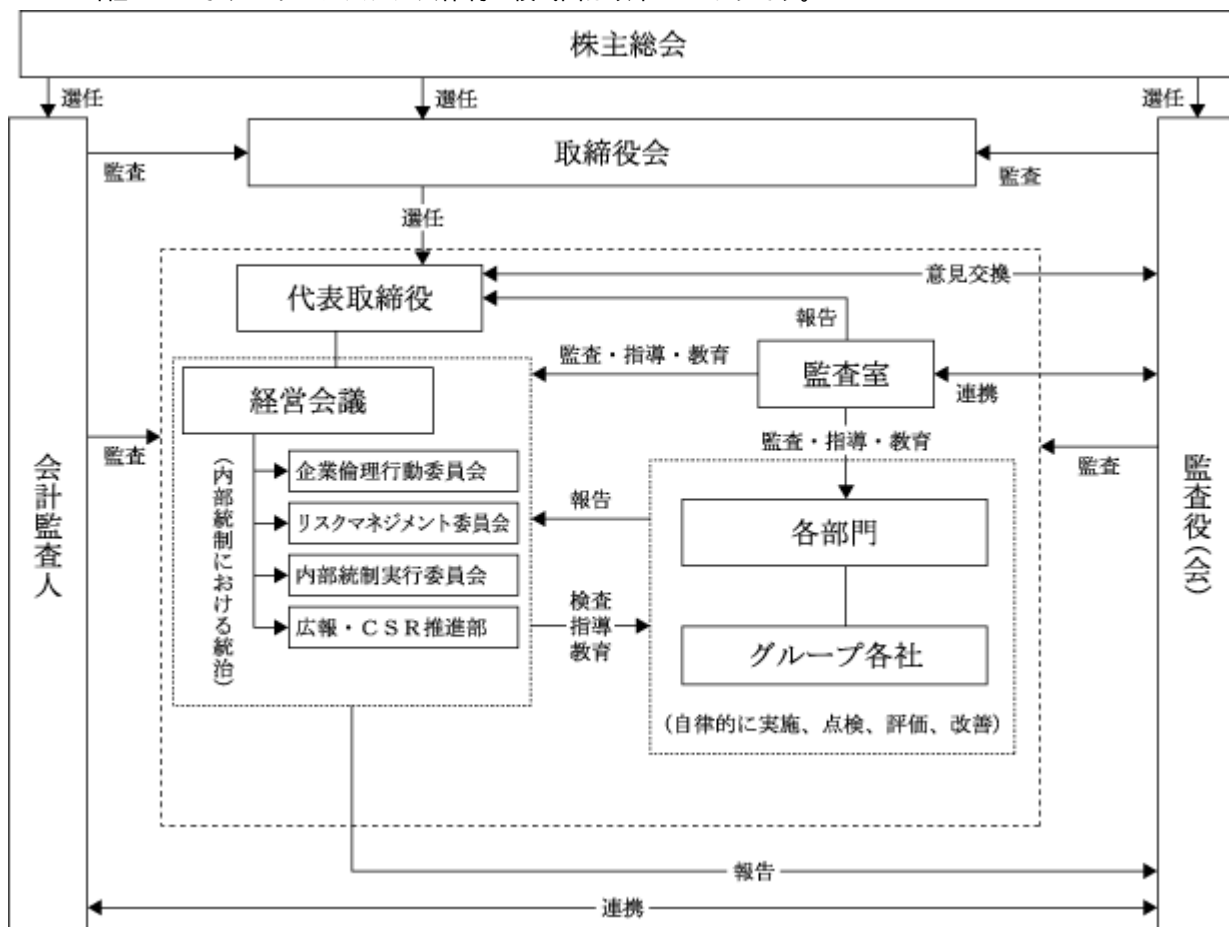 株主総会
選任
選任
選任
取締役会
監査
監査
選任
代表取締役
意見交換
報告
監査・指導・教育
監査室
連携
経営会議
監査・指導・教育
監査
監査
会計監査人
監査役(会)
(内部統制における統治)
企業倫理行動委員会
リスクマネジメント委員会
内部統制実行委員会
広報・CSR推進部
報告
各部門
検査
指導
教育
グループ各社
(自律的に実施、点検、評価、改善)
報告
連携